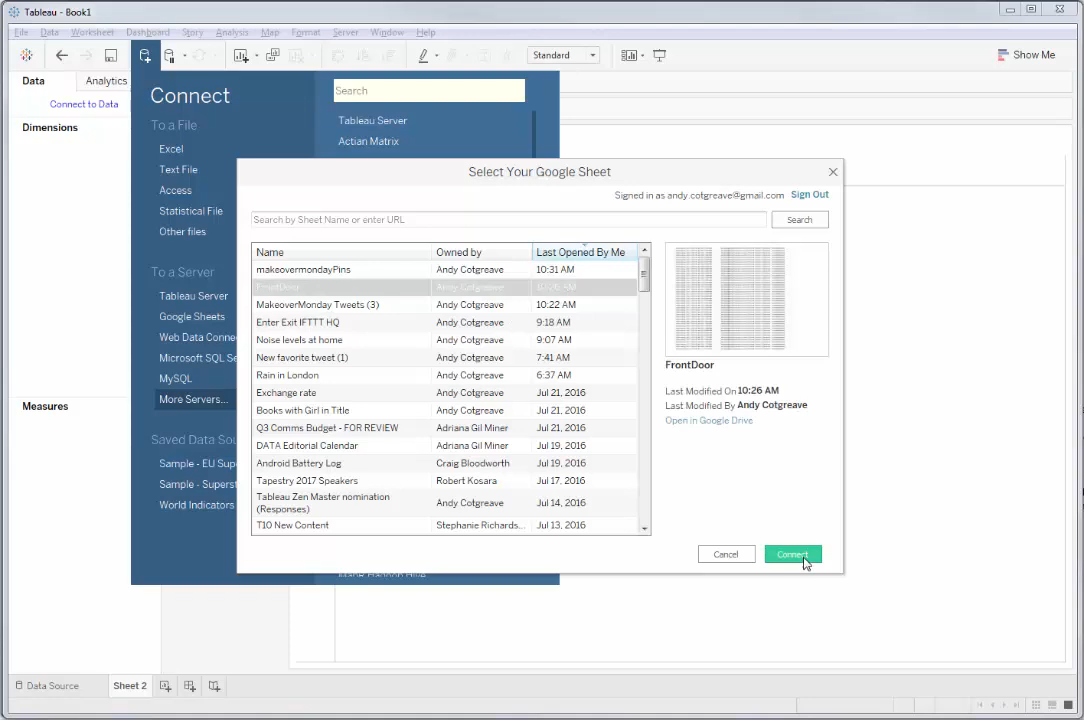 Tableau - Book1
File Data Worksheet Dashboard Story Analysis Map Format Server Window Help
Standard
Show Me
Data
Analytics
Connect to Data
Dimensions
Measures
Connect
Search
To a File
Excel
Text File
Access
Statistical File
Other files
To a Server
Tableau Server
Google Sheets
Web Data Conne
Microsoft SQL Se
MySQL
More Servers...
Saved Data Sou
Sample - EU Sup
Sample - Superst
World Indicators
Tableau Server
Actian Matrix
Select Your Google Sheet
Signed in as andy.cotgreave@gmail.com Sign Out
Search by Sheet Name or enter URL
Search
Name Owned by Last Opened By Me
makeovermondayPins Andy Cotgreave 10:31 AM
FrontDoor Andy Cotgreave 10:26 AM
MakeoverMonday Tweets (3) Andy Cotgreave 10:22 AM
Enter Exit IFTTT HQ Andy Cotgreave 9:18 AM
Noise levels at home Andy Cotgreave 9:07 AM
New favorite tweet (1) Andy Cotgreave 7:41 AM
Rain in London Andy Cotgreave 6:37 AM
Exchange rate Andy Cotgreave Jul 21, 2016
Books with Girl in Title Andy Cotgreave Jul 21, 2016
Q3 Comms Budget - FOR REVIEW Adriana Gil Miner Jul 21, 2016
DATA Editorial Calendar Adriana Gil Miner Jul 19, 2016
Android Battery Log Craig Bloodworth Jul 19, 2016
Tapestry 2017 Speakers Robert Kosara Jul 17, 2016
Tableau Zen Master nomination
(Responses) Andy Cotgreave Jul 14, 2016
T10 New Content Stephanie Richards... Jul 13, 2016
FrontDoor
Last Modified On 10:26 AM
Last Modified By Andy Cotgreave
Open in Google Drive
Cancel
Connect
MapR Hadoop Hive
Data Source
Sheet 2